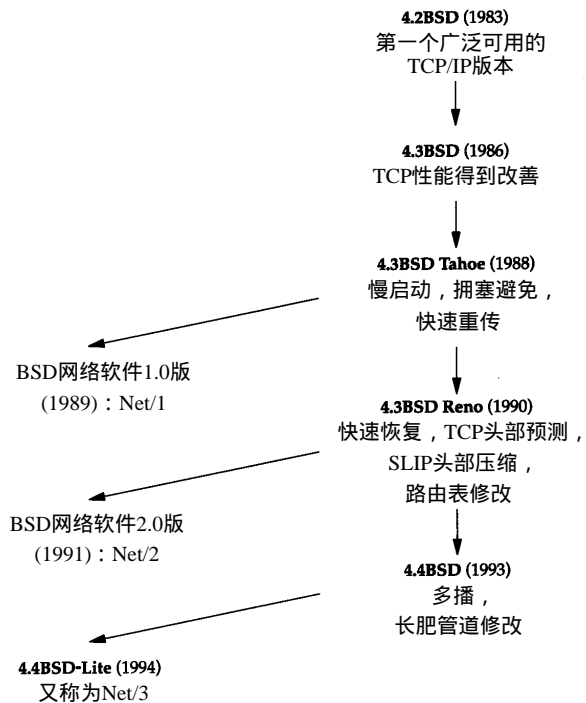 4.2BSD (1983)
第一个广泛可用的
TCP/IP版本
4.3BSD (1986)
TCP性能得到改善
4.3BSD Tahoe (1988)
慢启动，拥塞避免，
快速重传
BSD网络软件1.0版
(1989)：Net/1
4.3BSD Reno (1990)
快速恢复，TCP头部预测，
SLIP头部压缩，
路由表修改
BSD网络软件2.0版
(1991)：Net/2
4.4BSD (1993)
多播，
长肥管道修改
4.4BSD-Lite (1994)
又称为Net/3